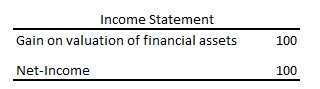 Income Statement
Gain on valuation of financial assets 100
Net-Income 100